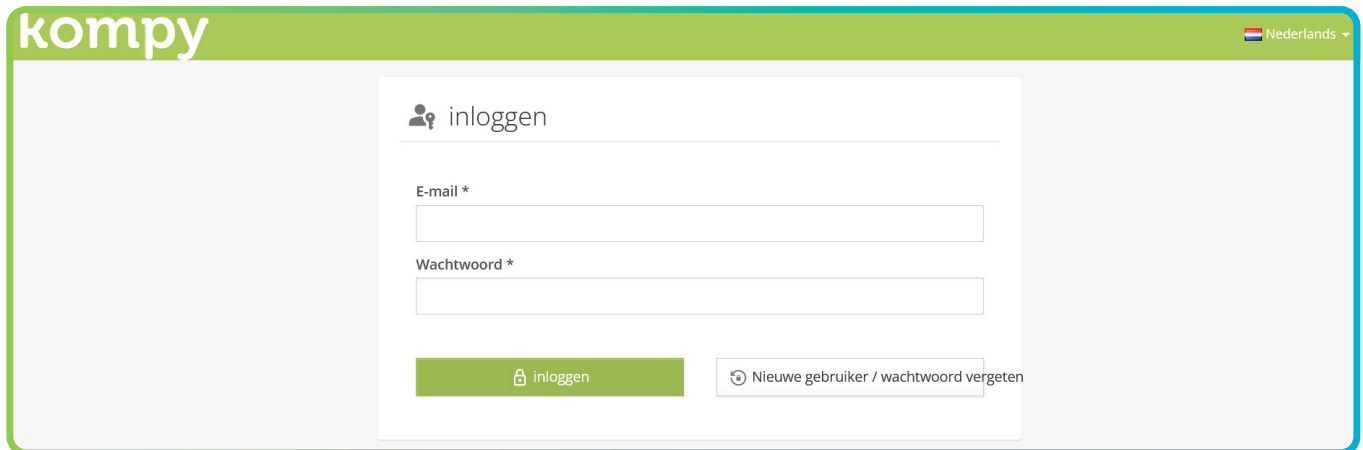 kompy
Nederlands
inloggen
E-mail *
Wachtwoord *
inloggen
Nieuwe gebruiker / wachtwoord vergeten